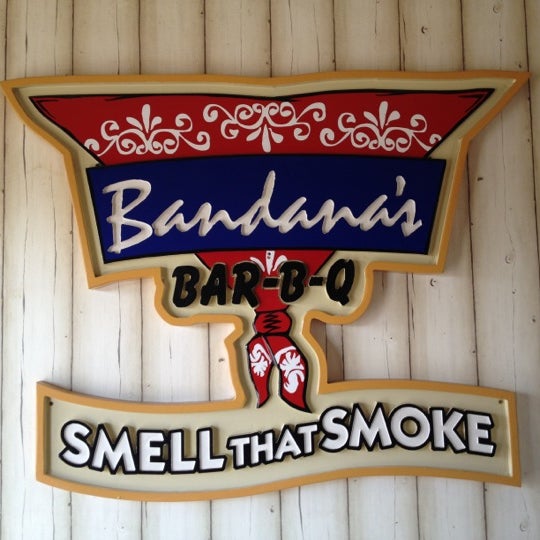 Bandana's
BAR-B-Q
SMELL THAT SMOKE